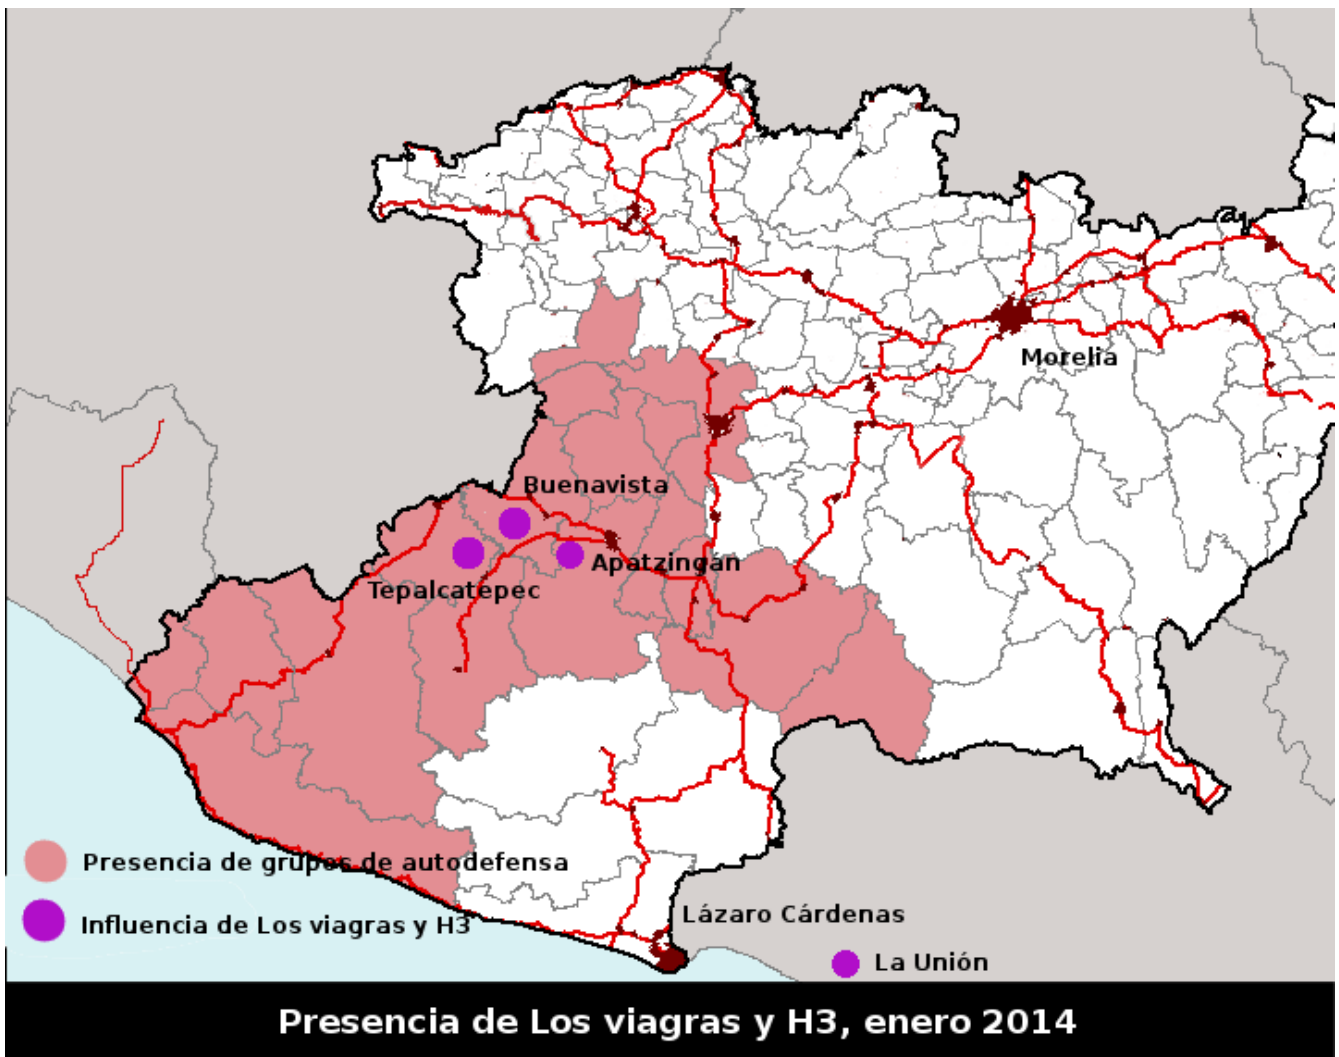 Morelia
Buenavista
Apatzingán
Tepalcatepec
Presencia de grupos de autodefensa
Influencia de Los viagras y H3
Lázaro Cárdenas
La Unión
Presencia de Los viagras y H3, enero 2014